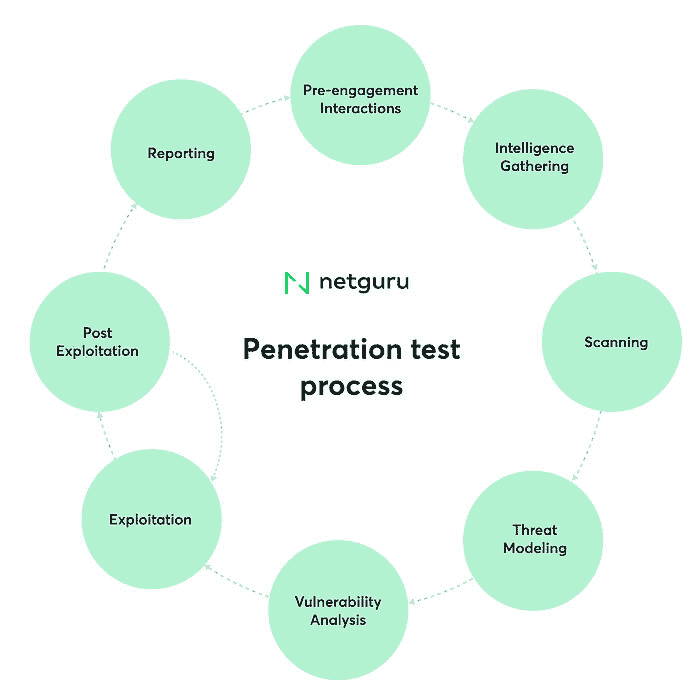 Pre-engagement
Interactions
Intelligence
Gathering
Scanning
Threat
Modeling
Vulnerability
Analysis
Exploitation
Post
Exploitation
Reporting
netguru
Penetration test
process